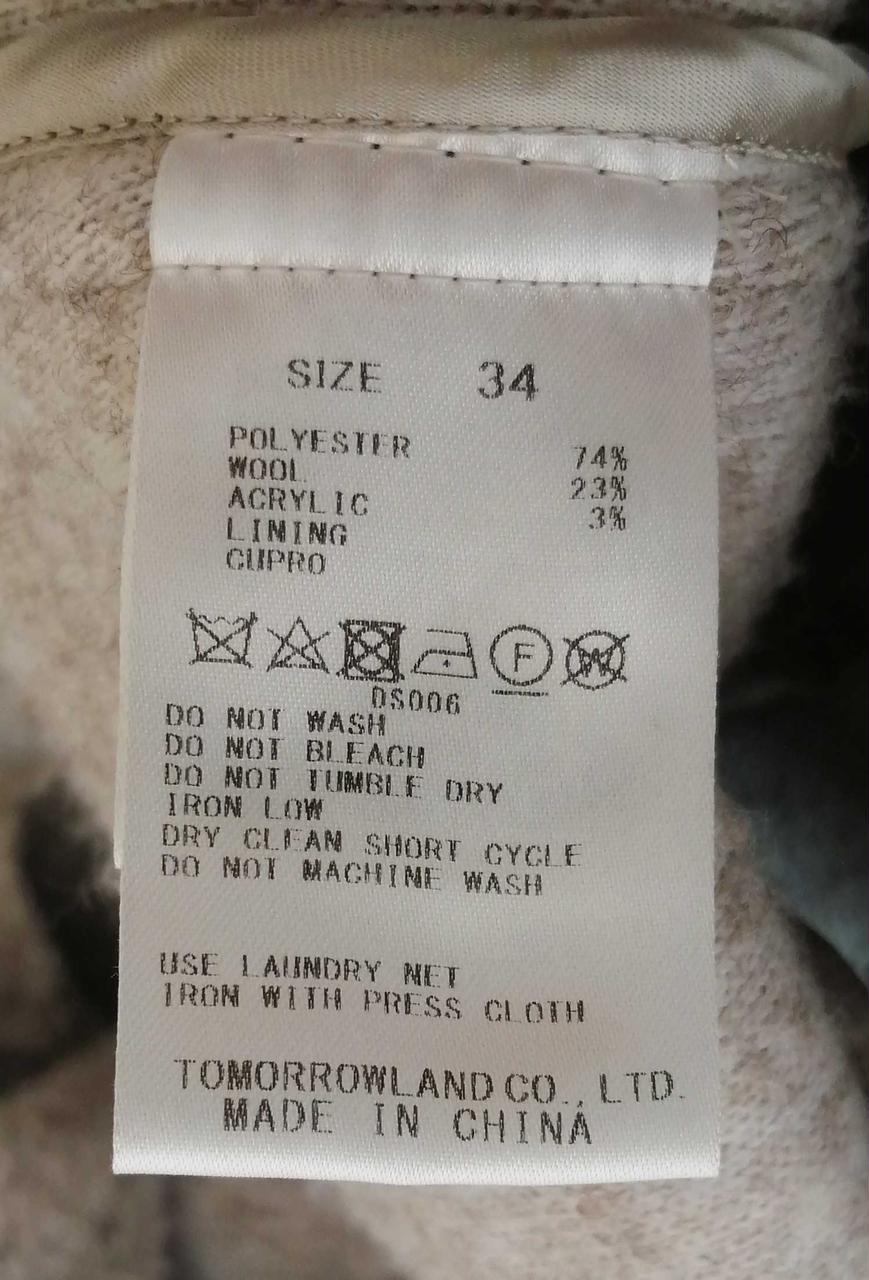 SIZE 34
POLYESTER 74%
WOOL 23%
ACRYLIC 3%
LINING
CUPRO
F W
DS006
DO NOT WASH
DO NOT BLEACH
DO NOT TUMBLE DRY
IRON LOW
DRY CLEAN SHORT CYCLE
DO NOT MACHINE WASH
USE LAUNDRY NET
IRON WITH PRESS CLOTH
TOMORROWLAND CO., LTD.
MADE IN CHINA